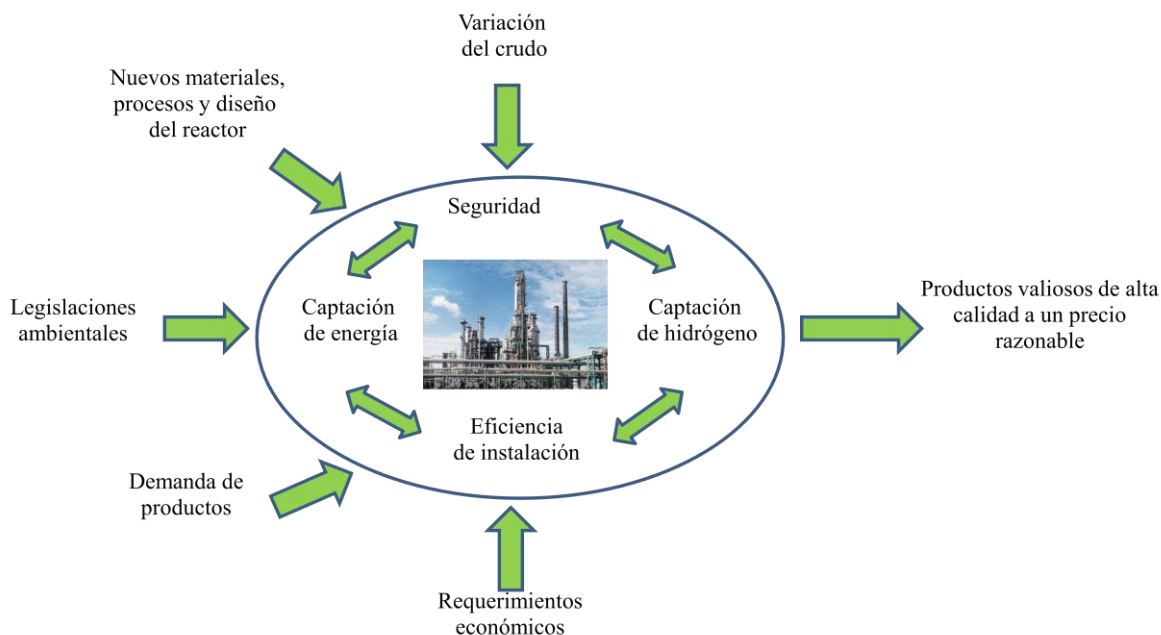 Variación
del crudo
Nuevos materiales,
procesos y diseño
del reactor
Seguridad
Legislaciones
ambientales
Captación
de energía
Captación
de hidrógeno
Productos valiosos de alta
calidad a un precio
razonable
Eficiencia
de instalación
Demanda de
productos
Requerimientos
económicos